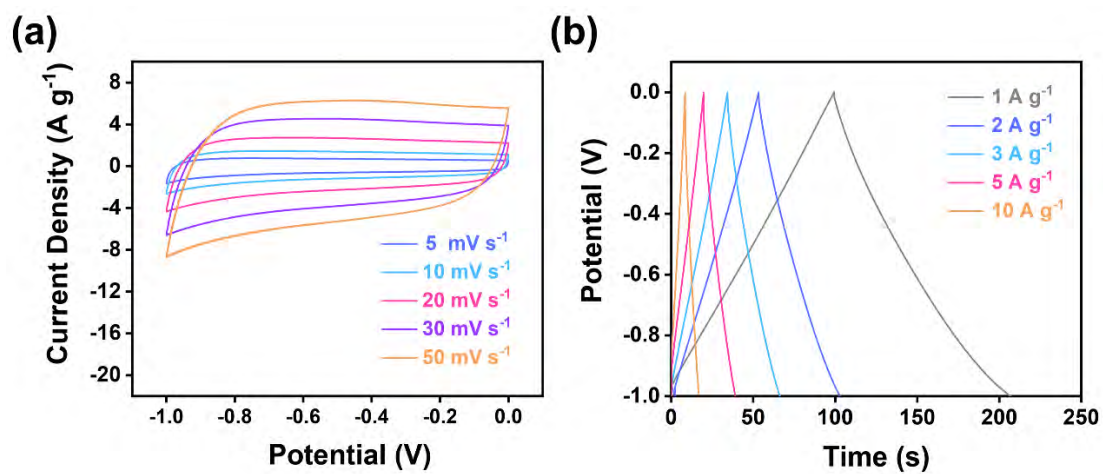 (a)
8
4
0
-4
-8
-12
-16
-20
Current Density (A g⁻¹)
5 mV s⁻¹
10 mV s⁻¹
20 mV s⁻¹
30 mV s⁻¹
50 mV s⁻¹
-1.0 -0.8 -0.6 -0.4 -0.2 0.0
Potential (V)
(b)
0.0
-0.2
-0.4
-0.6
-0.8
-1.0
Potential (V)
1 A g⁻¹
2 A g⁻¹
3 A g⁻¹
5 A g⁻¹
10 A g⁻¹
0 50 100 150 200 250
Time (s)